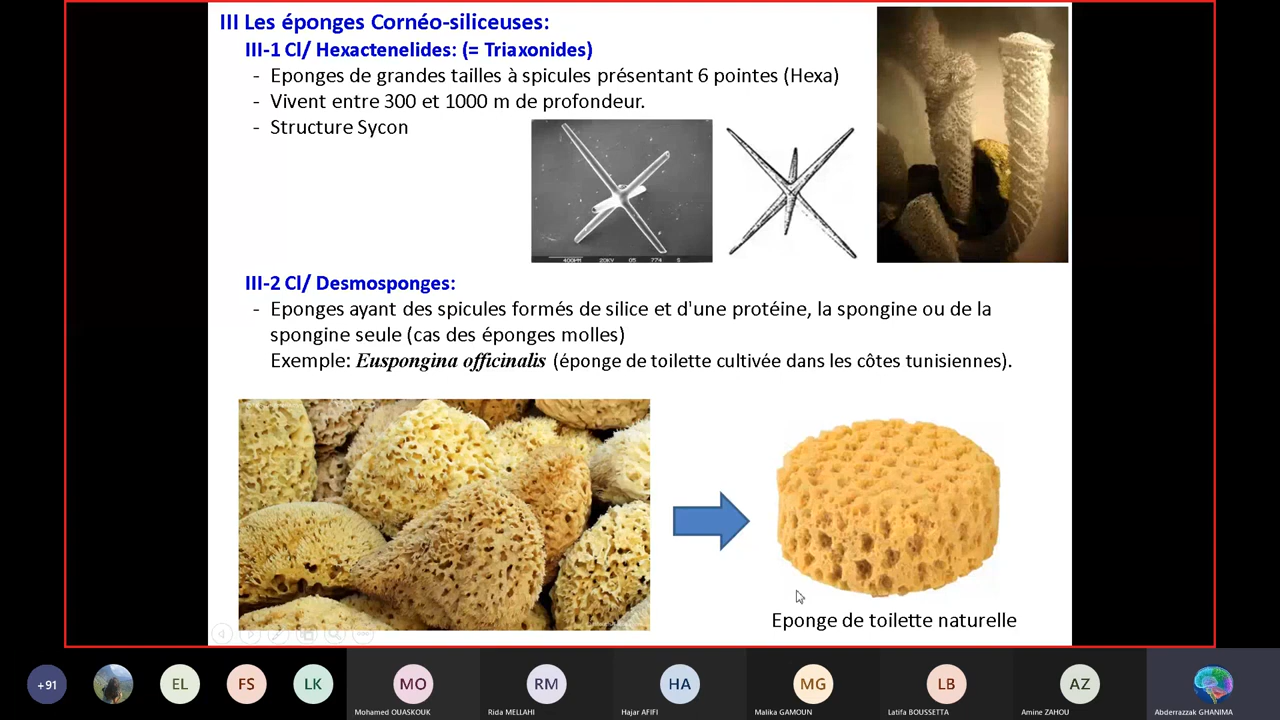 III Les éponges Cornéo-siliceuses:
III-1 Cl/ Hexactenelides: (= Triaxonides)
- Eponges de grandes tailles à spicules présentant 6 pointes (Hexa)
- Vivent entre 300 et 1000 m de profondeur.
- Structure Sycon
400µm 20KV 05 774 S
III-2 Cl/ Desmosponges:
- Eponges ayant des spicules formés de silice et d'une protéine, la spongine ou de la
spongine seule (cas des éponges molles)
Exemple: Euspongina officinalis (éponge de toilette cultivée dans les côtes tunisiennes).
Eponge de toilette naturelle
+91
EL
FS
LK
MO
RM
HA
MG
LB
AZ
Mohamed OUASKOUK
Rida MELLAHI
Hajar AFIFI
Malika GAMOUN
Latifa BOUSSETTA
Amine ZAHOU
Abderrazzak GHANIMA